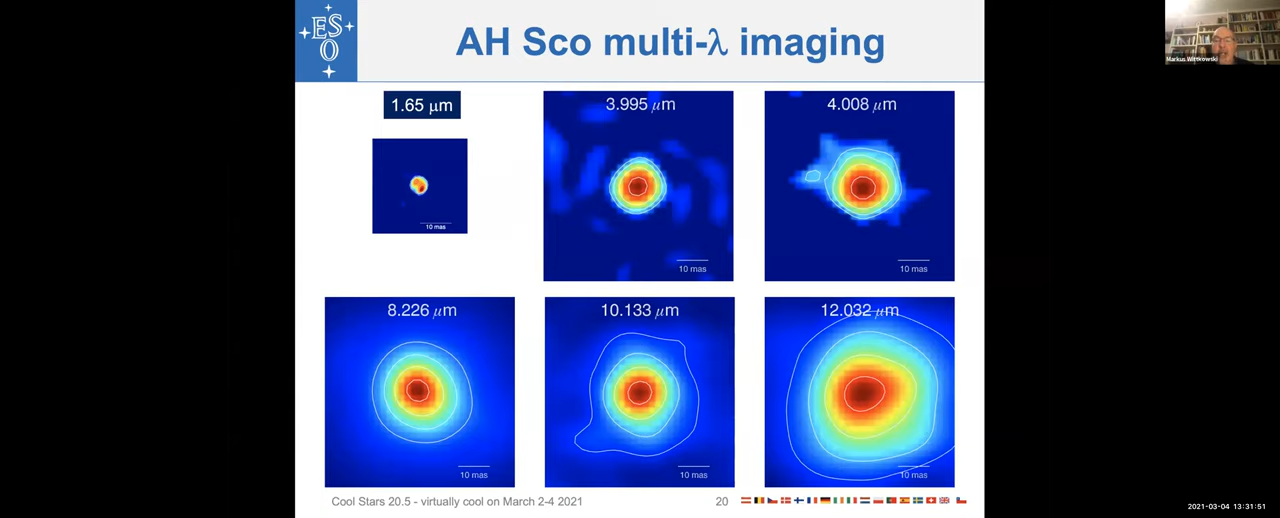 ESO
AH Sco multi-λ imaging
Markus Wittkowski
1.65 μm
3.995 μm
4.008 μm
10 mas
10 mas
10 mas
8.226 μm
10.133 μm
12.032 μm
10 mas
10 mas
10 mas
Cool Stars 20.5 - virtually cool on March 2-4 2021
20
2021-03-04 13:31:51